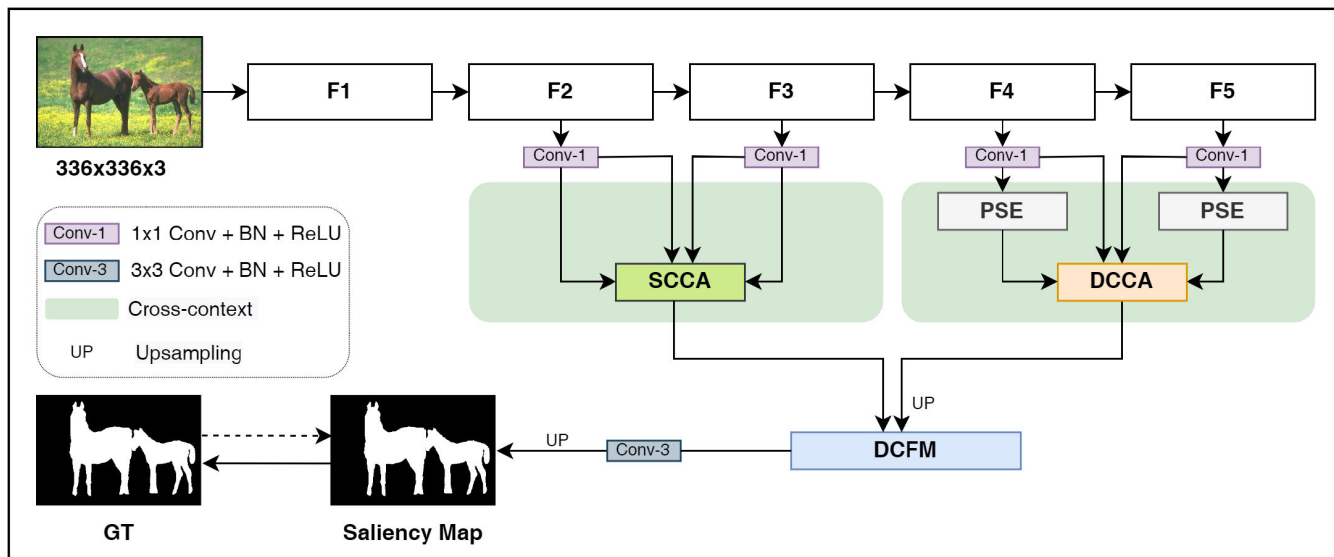 336x336x3
F1
F2
F3
F4
F5
Conv-1
Conv-1
Conv-1
Conv-1
PSE
PSE
SCCA
DCCA
Conv-1 1x1 Conv + BN + ReLU
Conv-3 3x3 Conv + BN + ReLU
Cross-context
UP Upsampling
UP
DCFM
Conv-3
UP
GT
Saliency Map